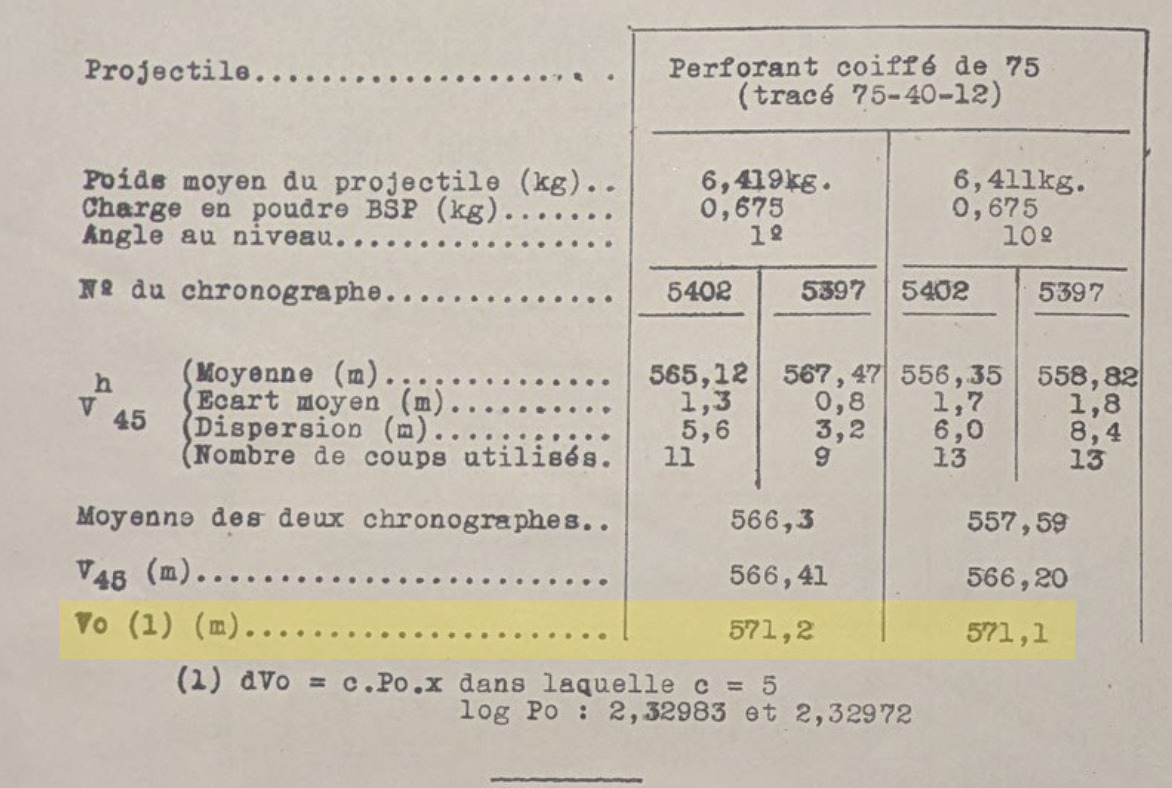 Projectile..................... Perforant coiffé de 75
(tracé 75-40-12)
Poids moyen du projectile (kg).. 6,419kg. 6,411kg.
Charge en poudre BSP (kg)....... 0,675 0,675
Angle au niveau................. 1º 10º
Nº du chronographe.............. 5402 5397 5402 5397
V h 45
(Moyenne (m).............. 565,12 567,47 556,35 558,82
(Ecart moyen (m).......... 1,3 0,8 1,7 1,8
(Dispersion (m)........... 5,6 3,2 6,0 8,4
(Nombre de coups utilisés. 11 9 13 13
Moyenne des deux chronographes.. 566,3 557,59
V45 (m)......................... 566,41 566,20
Vo (1) (m)...................... 571,2 571,1
(1) dVo = c.Po.x dans laquelle c = 5
log Po : 2,32983 et 2,32972